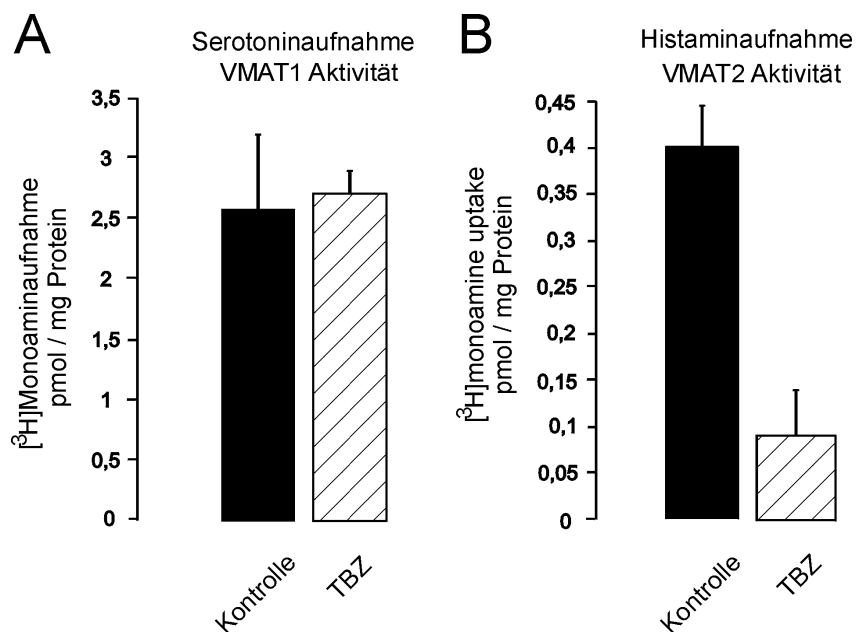 A
Serotoninaufnahme
VMAT1 Aktivität
[³H]Monoaminaufnahme
pmol / mg Protein
3,5
3
2,5
2
1,5
1
0,5
0
Kontrolle
TBZ
B
Histaminaufnahme
VMAT2 Aktivität
[³H]monoamine uptake
pmol / mg Protein
0,45
0,4
0,35
0,3
0,25
0,2
0,15
0,1
0,05
0
Kontrolle
TBZ